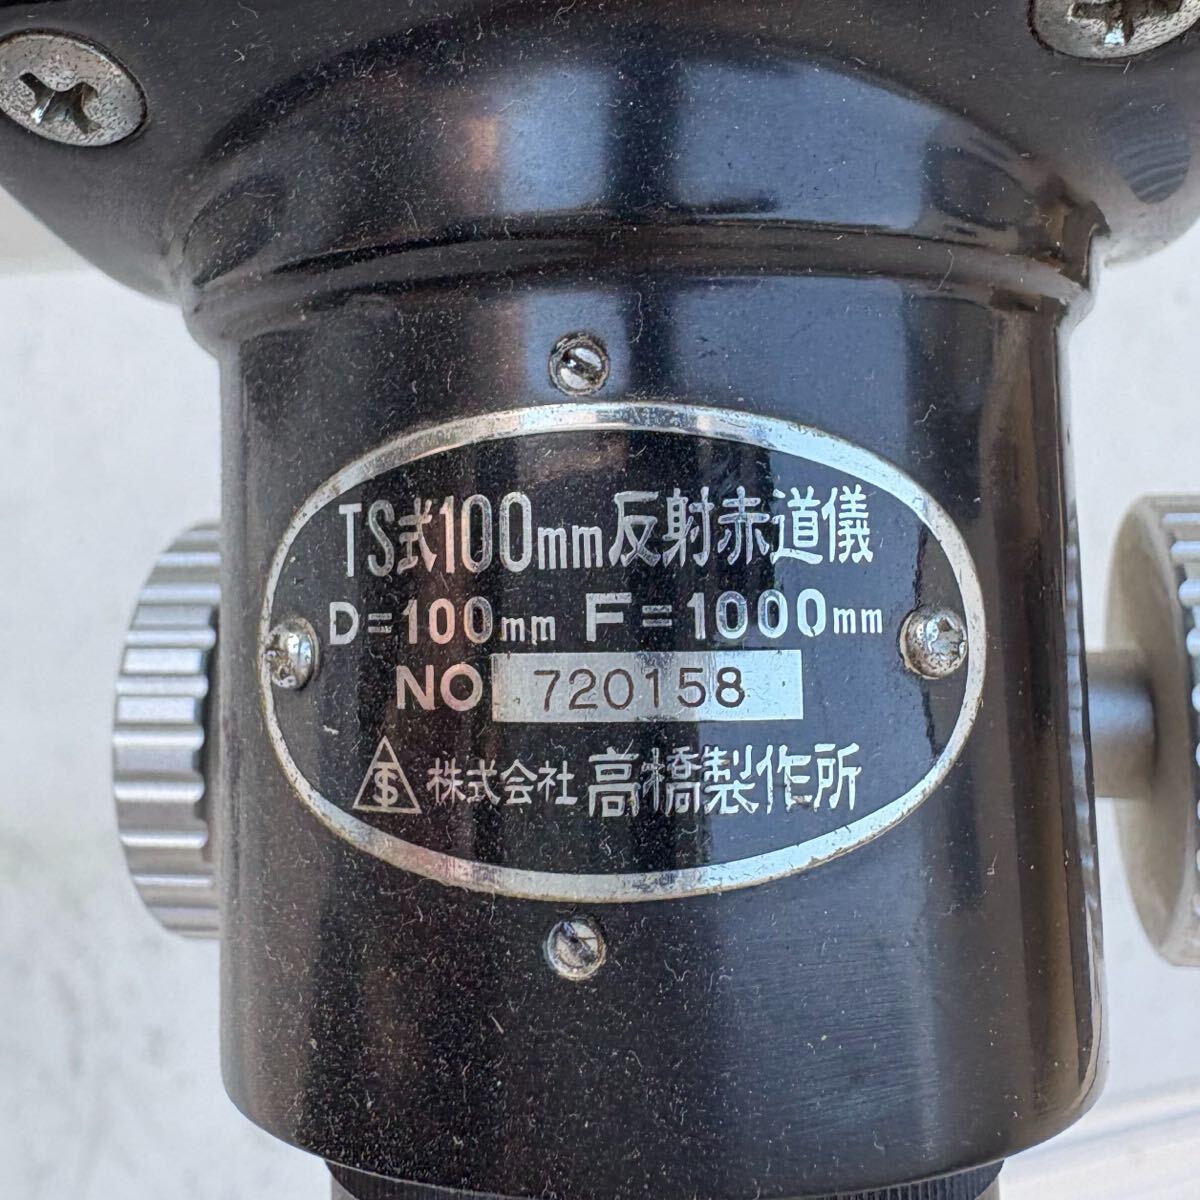 TS式100mm反射赤道儀
D=100mm F=1000mm
NO 720158
TS 株式会社 高橋製作所